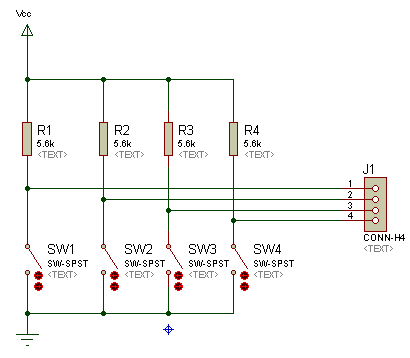 Vcc
R1
5.6k
<TEXT>
R2
5.6k
<TEXT>
R3
5.6k
<TEXT>
R4
5.6k
<TEXT>
J1
1
2
3
4
CONN-H4
<TEXT>
SW1
SW-SPST
<TEXT>
SW2
SW-SPST
<TEXT>
SW3
SW-SPST
<TEXT>
SW4
SW-SPST
<TEXT>